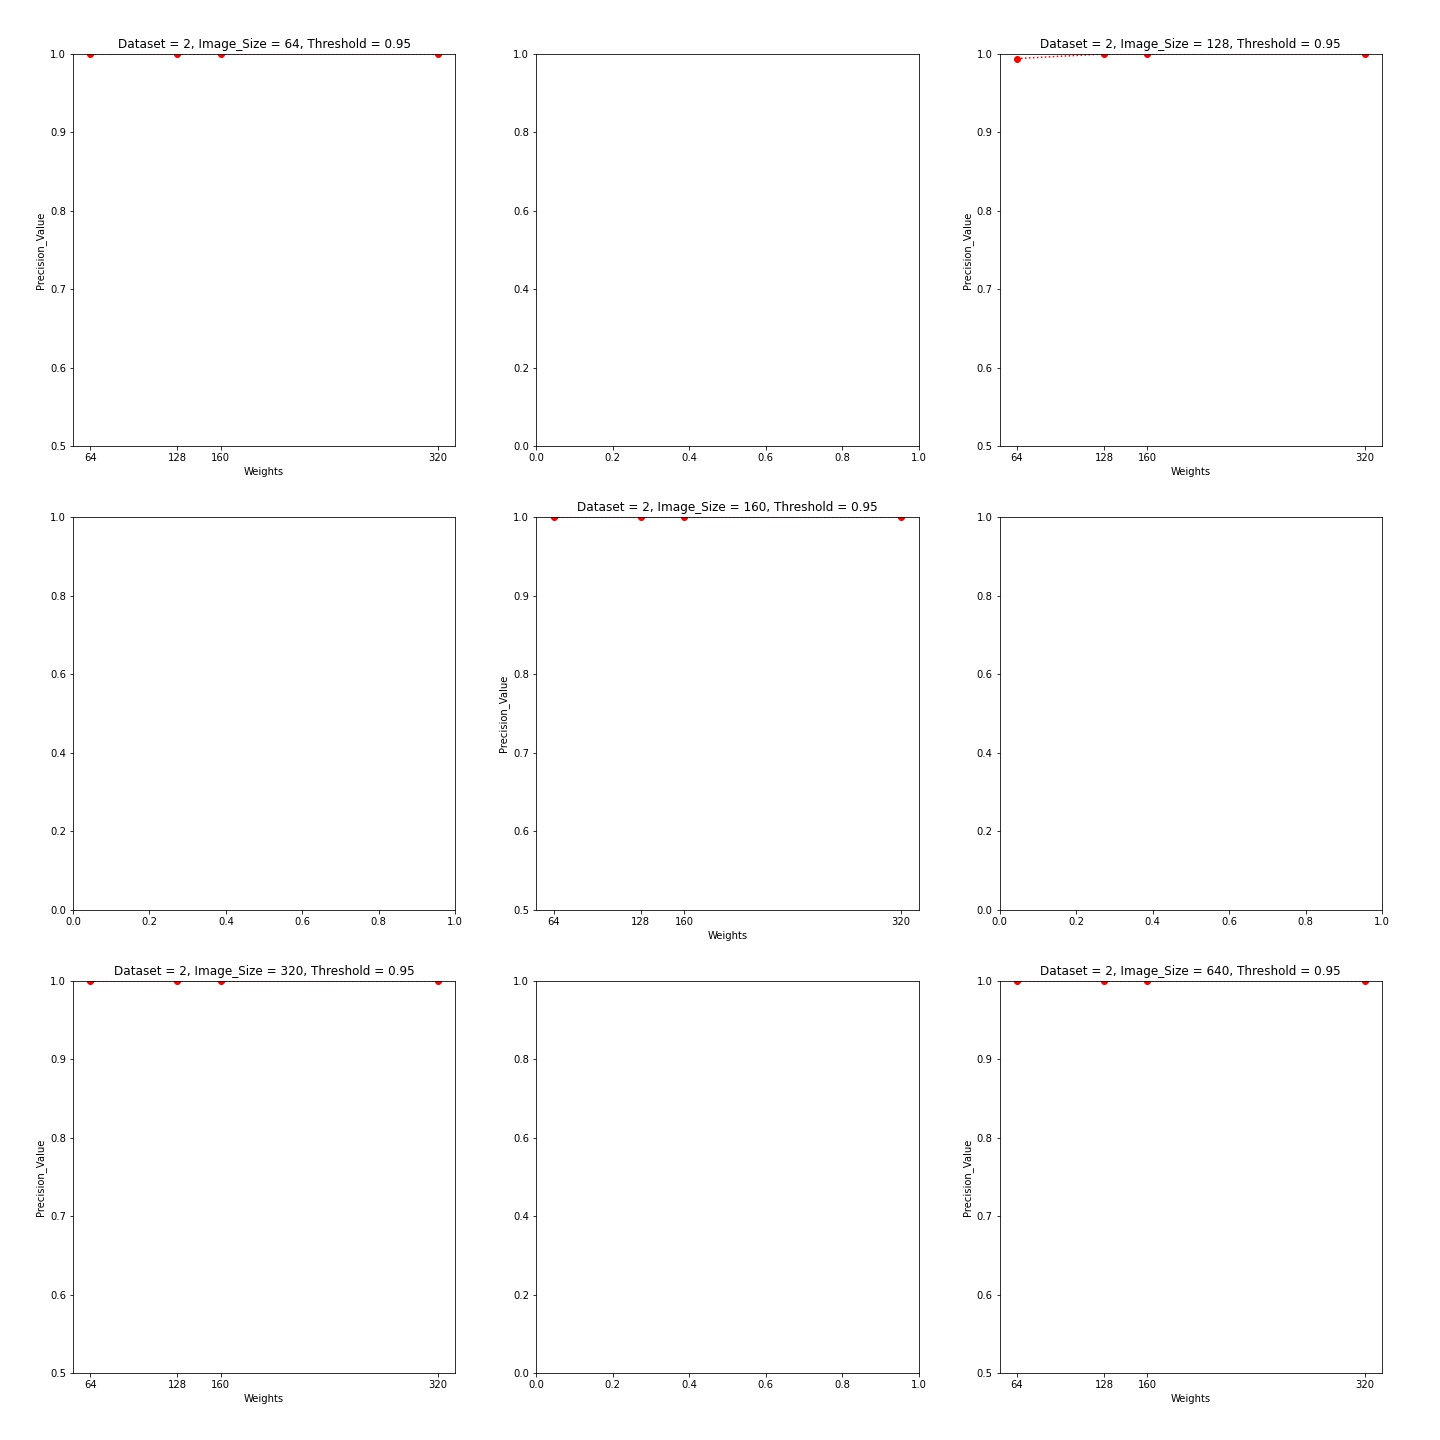 Dataset = 2, Image_Size = 64, Threshold = 0.95
1.0
0.9
0.8
0.7
0.6
0.5
Precision_Value
64 128 160 320
Weights
1.0
0.8
0.6
0.4
0.2
0.0
0.0 0.2 0.4 0.6 0.8 1.0
Dataset = 2, Image_Size = 128, Threshold = 0.95
1.0
0.9
0.8
0.7
0.6
0.5
Precision_Value
64 128 160 320
Weights
1.0
0.8
0.6
0.4
0.2
0.0
0.0 0.2 0.4 0.6 0.8 1.0
Dataset = 2, Image_Size = 160, Threshold = 0.95
1.0
0.9
0.8
0.7
0.6
0.5
Precision_Value
64 128 160 320
Weights
1.0
0.8
0.6
0.4
0.2
0.0
0.0 0.2 0.4 0.6 0.8 1.0
Dataset = 2, Image_Size = 320, Threshold = 0.95
1.0
0.9
0.8
0.7
0.6
0.5
Precision_Value
64 128 160 320
Weights
1.0
0.8
0.6
0.4
0.2
0.0
0.0 0.2 0.4 0.6 0.8 1.0
Dataset = 2, Image_Size = 640, Threshold = 0.95
1.0
0.9
0.8
0.7
0.6
0.5
Precision_Value
64 128 160 320
Weights